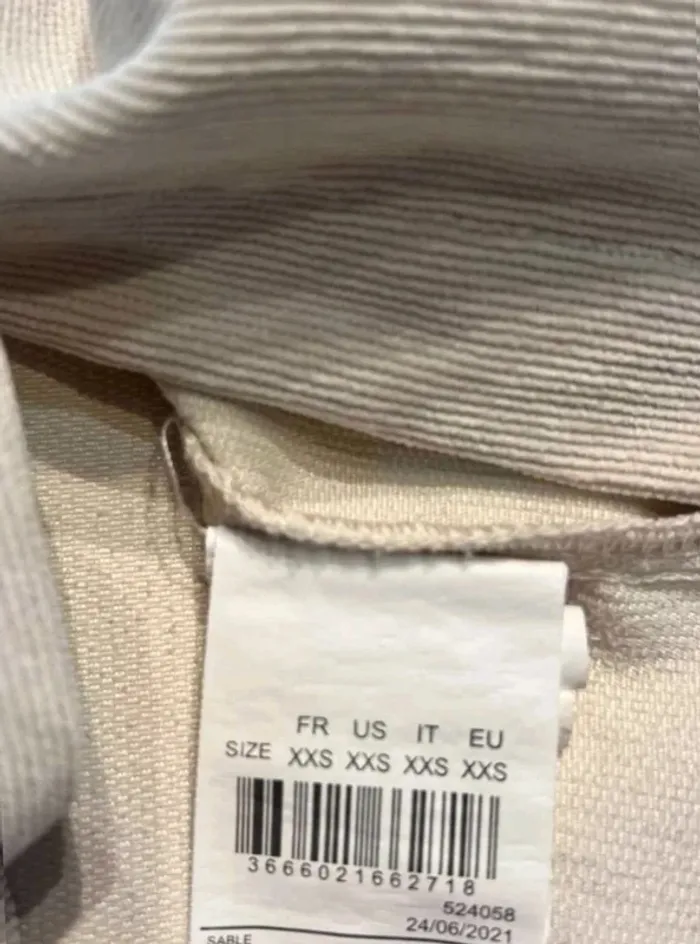 FR US IT EU
SIZE XXS XXS XXS XXS
3666021662718
524058
24/06/2021
SABLE